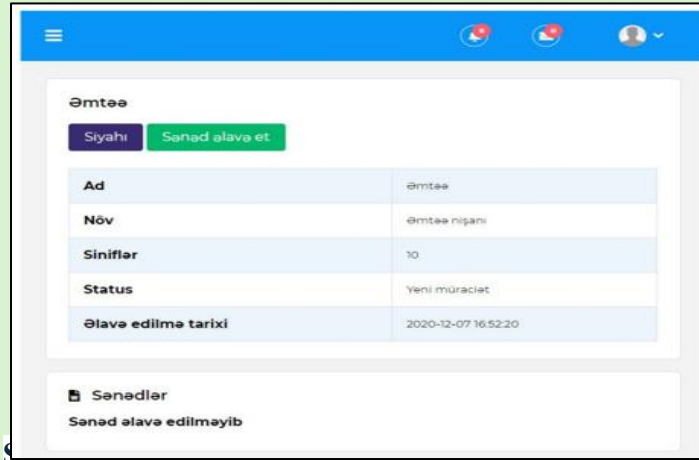 Əmtəə
Siyahı Sənəd əlavə et
Ad Əmtəə
Növ Əmtəə nişanı
Siniflər 10
Status Yeni müraciət
Əlavə edilmə tarixi 2020-12-07 16:52:20
Sənədlər
Sənəd əlavə edilməyib